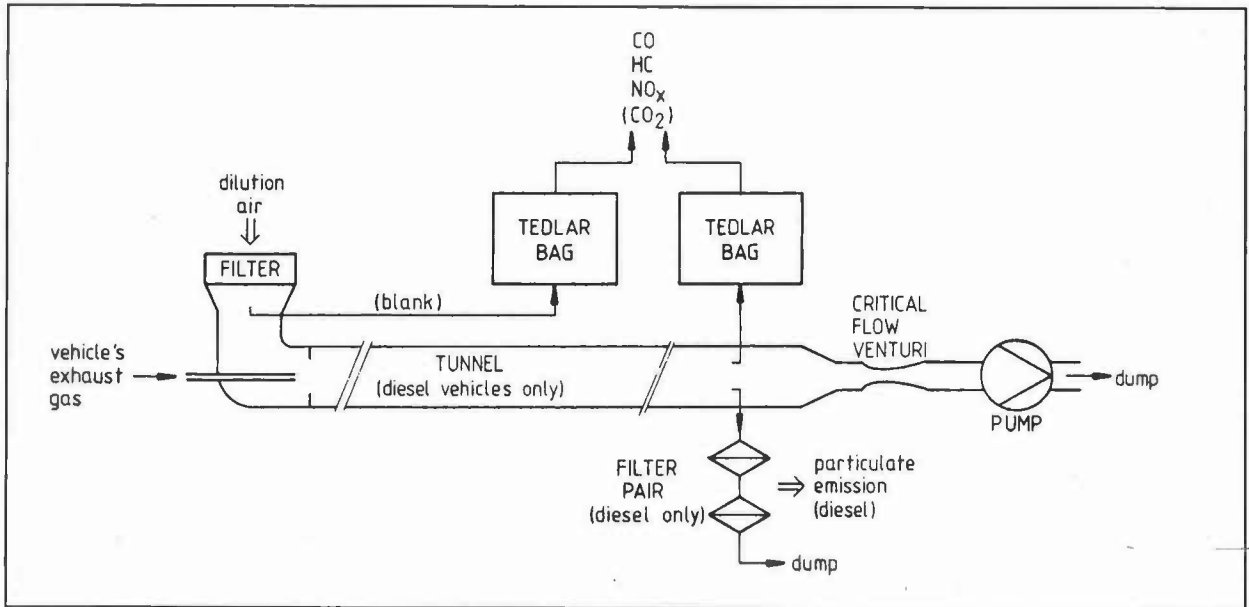 CO
HC
NOx
(CO2)
dilution
air
FILTER
TEDLAR
BAG
TEDLAR
BAG
(blank)
CRITICAL
FLOW
VENTURI
vehicle's
exhaust
gas
TUNNEL
(diesel vehicles only)
dump
PUMP
FILTER
PAIR
(diesel only)
particulate
emission
(diesel)
dump